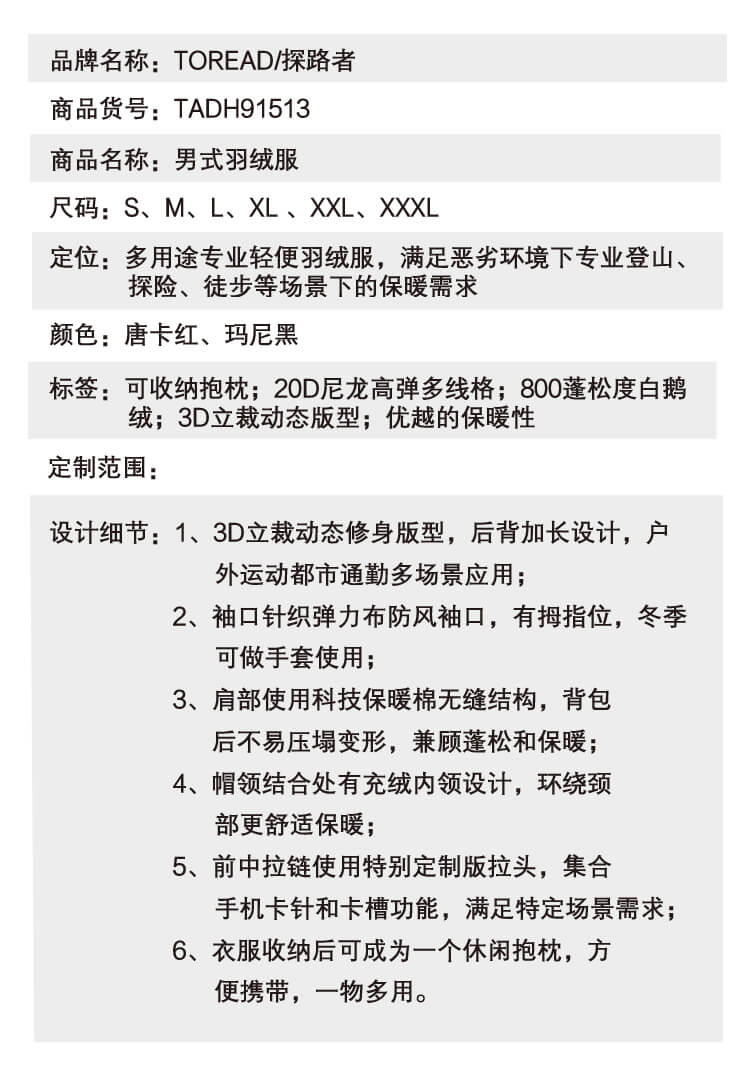 品牌名称：TOREAD/探路者
商品货号：TADH91513
商品名称：男式羽绒服
尺码：S、M、L、XL 、XXL、XXXL
定位：多用途专业轻便羽绒服，满足恶劣环境下专业登山、
探险、徒步等场景下的保暖需求
颜色：唐卡红、玛尼黑
标签：可收纳抱枕；20D尼龙高弹多线格；800蓬松度白鹅
绒；3D立裁动态版型；优越的保暖性
定制范围：
设计细节：1、3D立裁动态修身版型，后背加长设计，户
外运动都市通勤多场景应用；
2、袖口针织弹力布防风袖口，有拇指位，冬季
可做手套使用；
3、肩部使用科技保暖棉无缝结构，背包
后不易压塌变形，兼顾蓬松和保暖；
4、帽领结合处有充绒内领设计，环绕颈
部更舒适保暖；
5、前中拉链使用特别定制版拉头，集合
手机卡针和卡槽功能，满足特定场景需求；
6、衣服收纳后可成为一个休闲抱枕，方
便携带，一物多用。